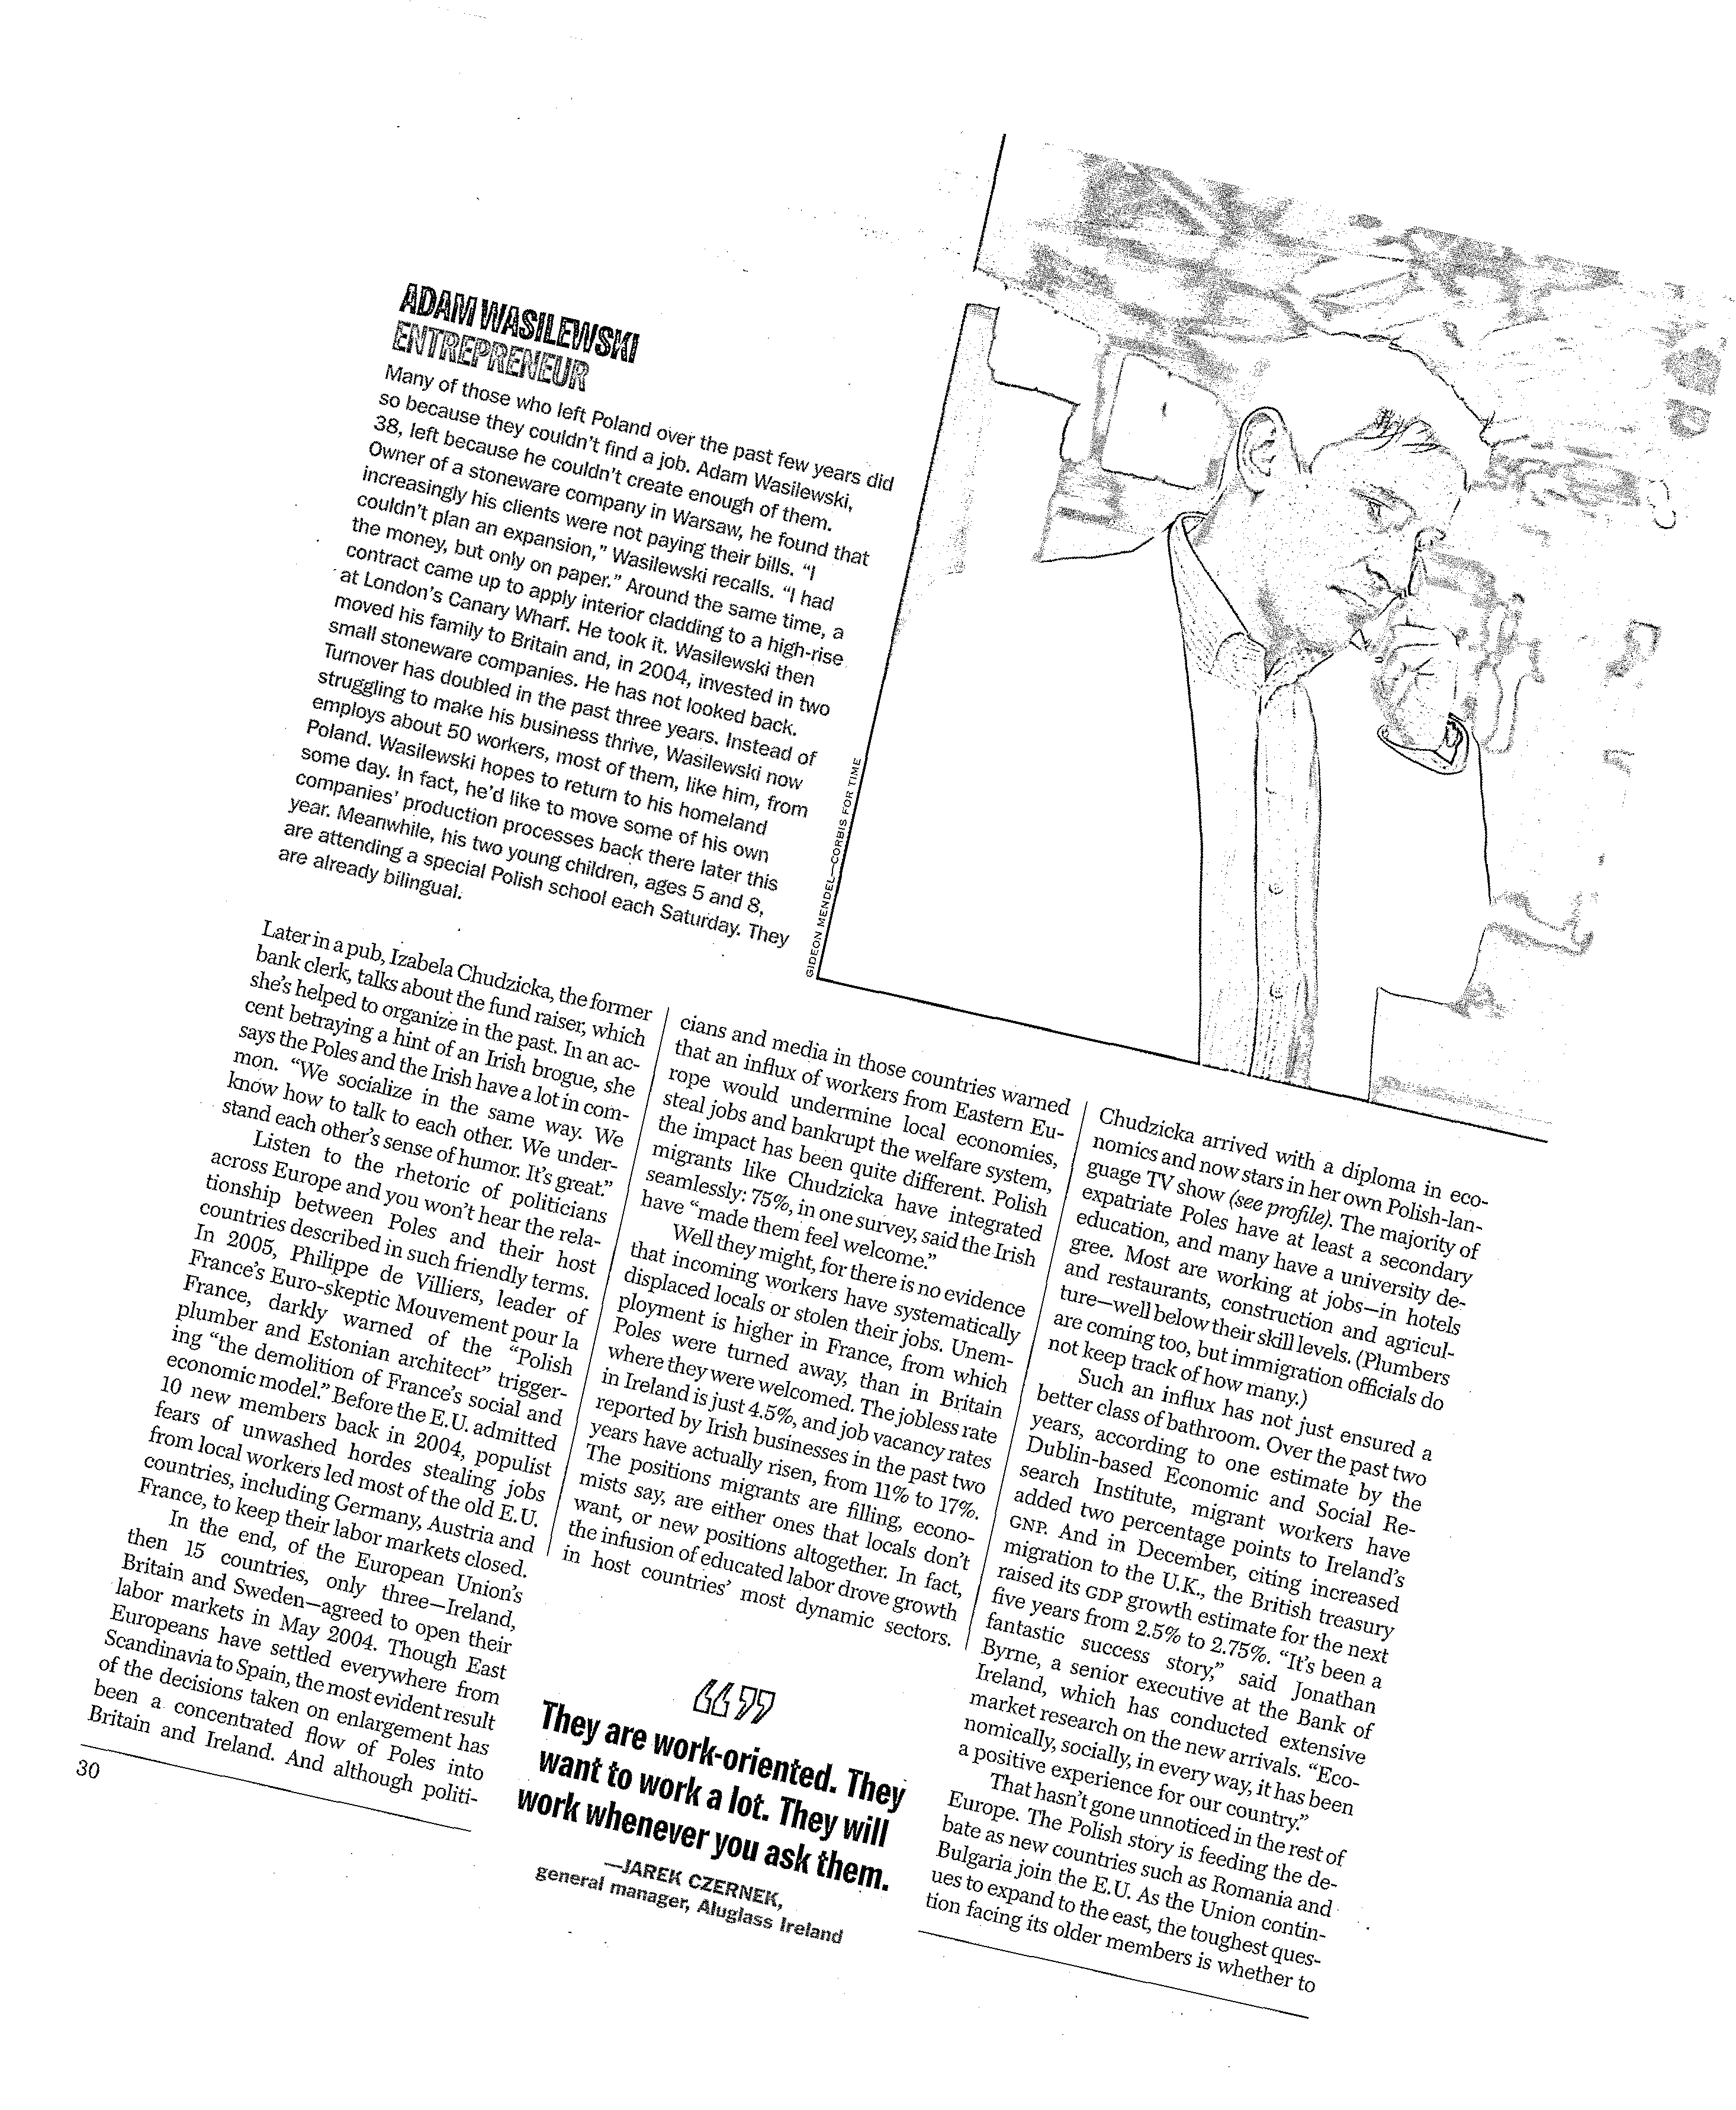 ADAM WASILEWSKI
ENTREPRENEUR
Many of those who left Poland over the past few years did
so because they couldn't find a job. Adam Wasilewski,
38, left because he couldn't create enough of them.
Owner of a stoneware company in Warsaw, he found that
increasingly his clients were not paying their bills. “I
couldn't plan an expansion,” Wasilewski recalls. “I had
the money, but only on paper.” Around the same time, a
contract came up to apply interior cladding to a high-rise
at London's Canary Wharf. He took it. Wasilewski then
moved his family to Britain and, in 2004, invested in two
small stoneware companies. He has not looked back.
Turnover has doubled in the past three years. Instead of
struggling to make his business thrive, Wasilewski now
employs about 50 workers, most of them, like him, from
Poland. Wasilewski hopes to return to his homeland
some day. In fact, he'd like to move some of his own
companies' production processes back there later this
year. Meanwhile, his two young children, ages 5 and 8,
are attending a special Polish school each Saturday. They
are already bilingual.
GIDEON MENDEL—CORBIS FOR TIME
Later in a pub, Izabela Chudzicka, the former
bank clerk, talks about the fund raiser, which
she's helped to organize in the past. In an ac-
cent betraying a hint of an Irish brogue, she
says the Poles and the Irish have a lot in com-
mon. “We socialize in the same way. We
know how to talk to each other. We under-
stand each other's sense of humor. It's great.”
Listen to the rhetoric of politicians
across Europe and you won't hear the rela-
tionship between Poles and their host
countries described in such friendly terms.
In 2005, Philippe de Villiers, leader of
France's Euro-skeptic Mouvement pour la
France, darkly warned of the “Polish
plumber and Estonian architect” trigger-
ing “the demolition of France's social and
economic model.” Before the E.U. admitted
10 new members back in 2004, populist
fears of unwashed hordes stealing jobs
from local workers led most of the old E.U.
countries, including Germany, Austria and
France, to keep their labor markets closed.
In the end, of the European Union's
then 15 countries, only three—Ireland,
Britain and Sweden—agreed to open their
labor markets in May 2004. Though East
Europeans have settled everywhere from
Scandinavia to Spain, the most evident result
of the decisions taken on enlargement has
been a concentrated flow of Poles into
Britain and Ireland. And although politi-
30
cians and media in those countries warned
that an influx of workers from Eastern Eu-
rope would undermine local economies,
steal jobs and bankrupt the welfare system,
the impact has been quite different. Polish
migrants like Chudzicka have integrated
seamlessly: 75%, in one survey, said the Irish
have “made them feel welcome.”
Well they might, for there is no evidence
that incoming workers have systematically
displaced locals or stolen their jobs. Unem-
ployment is higher in France, from which
Poles were turned away, than in Britain
where they were welcomed. The jobless rate
in Ireland is just 4.5%, and job vacancy rates
reported by Irish businesses in the past two
years have actually risen, from 11% to 17%.
The positions migrants are filling, econo-
mists say, are either ones that locals don't
want, or new positions altogether. In fact,
the infusion of educated labor drove growth
in host countries' most dynamic sectors.
“”
They are work-oriented. They
want to work a lot. They will
work whenever you ask them.
—JAREK CZERNEK,
general manager, Aluglass Ireland
Chudzicka arrived with a diploma in eco-
nomics and now stars in her own Polish-lan-
guage TV show (see profile). The majority of
expatriate Poles have at least a secondary
education, and many have a university de-
gree. Most are working at jobs—in hotels
and restaurants, construction and agricul-
ture—well below their skill levels. (Plumbers
are coming too, but immigration officials do
not keep track of how many.)
Such an influx has not just ensured a
better class of bathroom. Over the past two
years, according to one estimate by the
Dublin-based Economic and Social Re-
search Institute, migrant workers have
added two percentage points to Ireland's
GNP. And in December, citing increased
migration to the U.K., the British treasury
raised its GDP growth estimate for the next
five years from 2.5% to 2.75%. “It's been a
fantastic success story,” said Jonathan
Byrne, a senior executive at the Bank of
Ireland, which has conducted extensive
market research on the new arrivals. “Eco-
nomically, socially, in every way, it has been
a positive experience for our country.”
That hasn't gone unnoticed in the rest of
Europe. The Polish story is feeding the de-
bate as new countries such as Romania and
Bulgaria join the E.U. As the Union contin-
ues to expand to the east, the toughest ques-
tion facing its older members is whether to